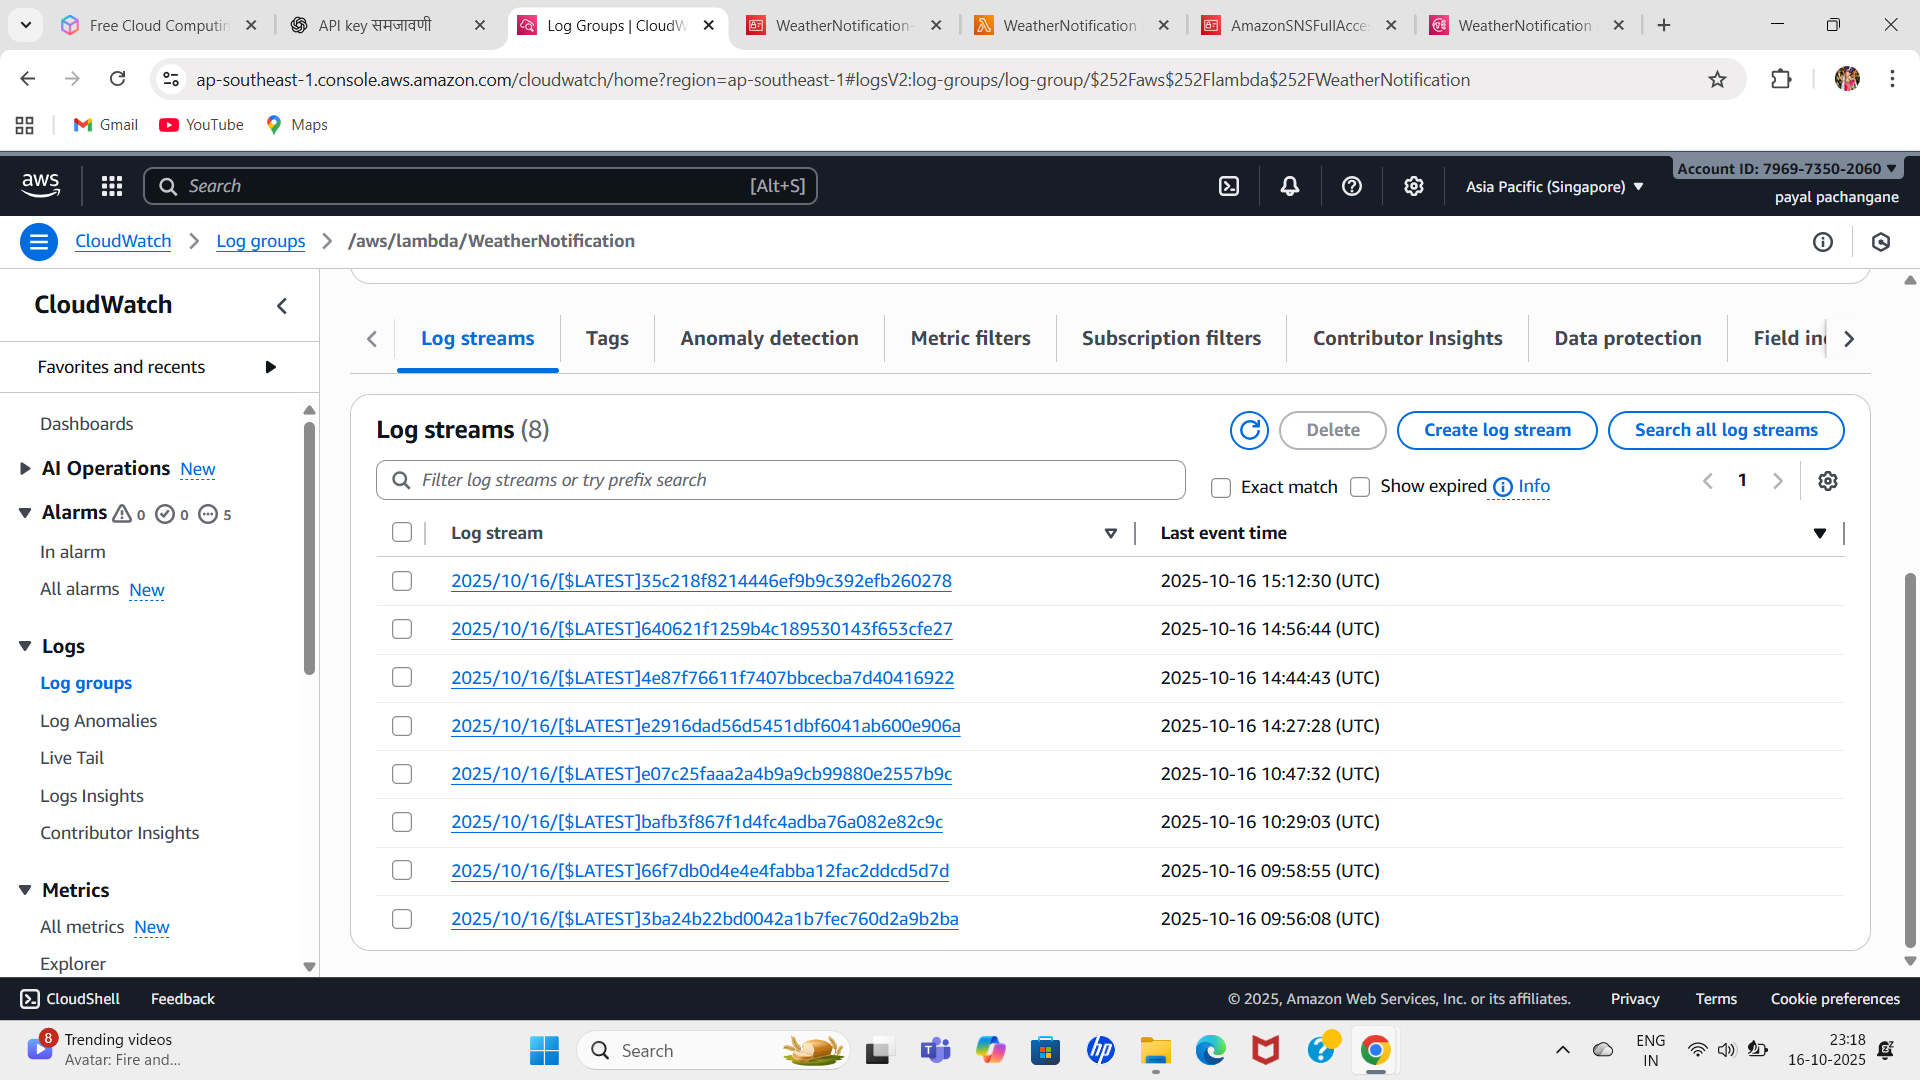 Free Cloud Computin
API key समजावणी
Log Groups | CloudW
WeatherNotification-
WeatherNotification
AmazonSNSFullAcce
WeatherNotification
ap-southeast-1.console.aws.amazon.com/cloudwatch/home?region=ap-southeast-1#logsV2:log-groups/log-group/$252Faws$252Flambda$252FWeatherNotification
Gmail
YouTube
Maps
aws
Search
[Alt+S]
Asia Pacific (Singapore)
Account ID: 7969-7350-2060
payal pachangane
CloudWatch
Log groups
/aws/lambda/WeatherNotification
CloudWatch
Favorites and recents
Dashboards
AI Operations New
Alarms 0 0 5
In alarm
All alarms New
Logs
Log groups
Log Anomalies
Live Tail
Logs Insights
Contributor Insights
Metrics
All metrics New
Explorer
Log streams
Tags
Anomaly detection
Metric filters
Subscription filters
Contributor Insights
Data protection
Field in
Log streams (8)
Delete
Create log stream
Search all log streams
Filter log streams or try prefix search
Exact match
Show expired
Info
1
Log stream
Last event time
2025/10/16/[$LATEST]35c218f8214446ef9b9c392efb260278 2025-10-16 15:12:30 (UTC)
2025/10/16/[$LATEST]640621f1259b4c189530143f653cfe27 2025-10-16 14:56:44 (UTC)
2025/10/16/[$LATEST]4e87f76611f7407bbcecba7d40416922 2025-10-16 14:44:43 (UTC)
2025/10/16/[$LATEST]e2916dad56d5451dbf6041ab600e906a 2025-10-16 14:27:28 (UTC)
2025/10/16/[$LATEST]e07c25faaa2a4b9a9cb99880e2557b9c 2025-10-16 10:47:32 (UTC)
2025/10/16/[$LATEST]bafb3f867f1d4fc4adba76a082e82c9c 2025-10-16 10:29:03 (UTC)
2025/10/16/[$LATEST]66f7db0d4e4e4fabba12fac2ddcd5d7d 2025-10-16 09:58:55 (UTC)
2025/10/16/[$LATEST]3ba24b22bd0042a1b7fec760d2a9b2ba 2025-10-16 09:56:08 (UTC)
CloudShell
Feedback
© 2025, Amazon Web Services, Inc. or its affiliates.
Privacy
Terms
Cookie preferences
8
Trending videos
Avatar: Fire and...
Search
ENG
IN
23:18
16-10-2025